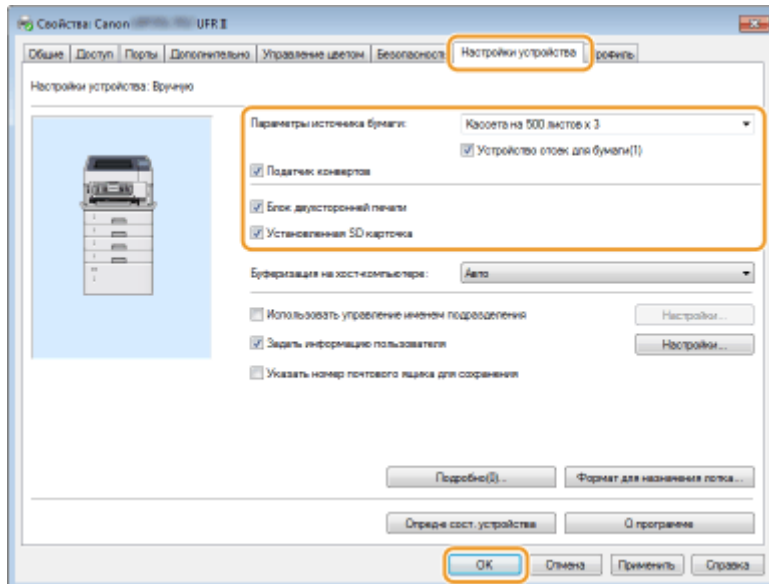 Свойства: Canon UFR II
Общие Доступ Порты Дополнительно Управление цветом Безопасность Настройки устройства Профиль
Настройки устройства: Вручную
Параметры источника бумаги: Кассета на 500 листов x 3
Устройство отсек для бумаги(1)
Податчик конвертов
Блок двухсторонней печати
Установленная SD карточка
Буферизация на хост-компьютере: Авто
Использовать управление именем подразделения Настройки...
Задать информацию пользователя Настройки...
Указать номер почтового ящика для сохранения
Подробно(I)... Формат для назначения лотка...
Опред-е сост. устройства О программе
OK Отмена Применить Справка